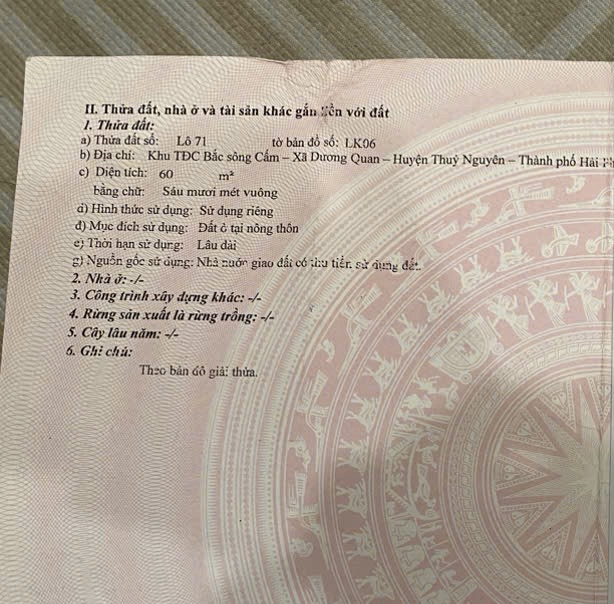 II. Thửa đất, nhà ở và tài sản khác gắn liền với đất
1. Thửa đất:
a) Thửa đất số: Lô 71 tờ bản đồ số: LK06
b) Địa chỉ: Khu TĐC Bắc sông Cấm – Xã Dương Quan – Huyện Thuỷ Nguyên – Thành phố Hải
c) Diện tích: 60 m²
bằng chữ: Sáu mươi mét vuông
d) Hình thức sử dụng: Sử dụng riêng
đ) Mục đích sử dụng: Đất ở tại nông thôn
e) Thời hạn sử dụng: Lâu dài
g) Nguồn gốc sử dụng: Nhà nước giao đất có thu tiền sử dụng đất.
2. Nhà ở: -/-
3. Công trình xây dựng khác: -/-
4. Rừng sản xuất là rừng trồng: -/-
5. Cây lâu năm: -/-
6. Ghi chú:
Theo bản đồ giải thửa.